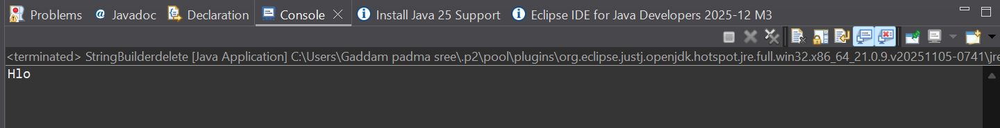 Problems @ Javadoc Declaration Console Install Java 25 Support Eclipse IDE for Java Developers 2025-12 M3
<terminated> StringBuilderdelete [Java Application] C:\Users\Gaddam padma sree\.p2\pool\plugins\org.eclipse.justj.openjdk.hotspot.jre.full.win32.x86_64_21.0.9.v20251105-0741\jre
Hlo